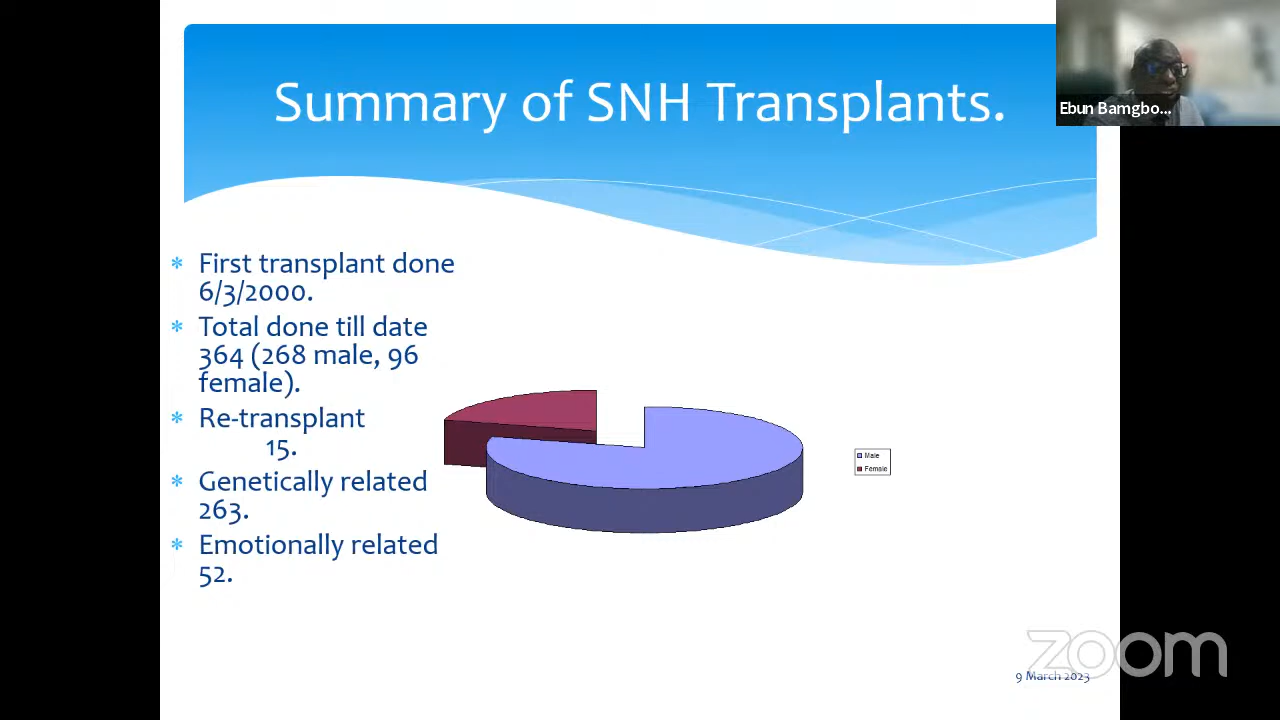 Summary of SNH Transplants.
Ebun Bamgbo...
First transplant done
6/3/2000.
Total done till date
364 (268 male, 96
female).
Re-transplant
15.
Genetically related
263.
Emotionally related
52.
Male
Female
zoom
9 March 2023